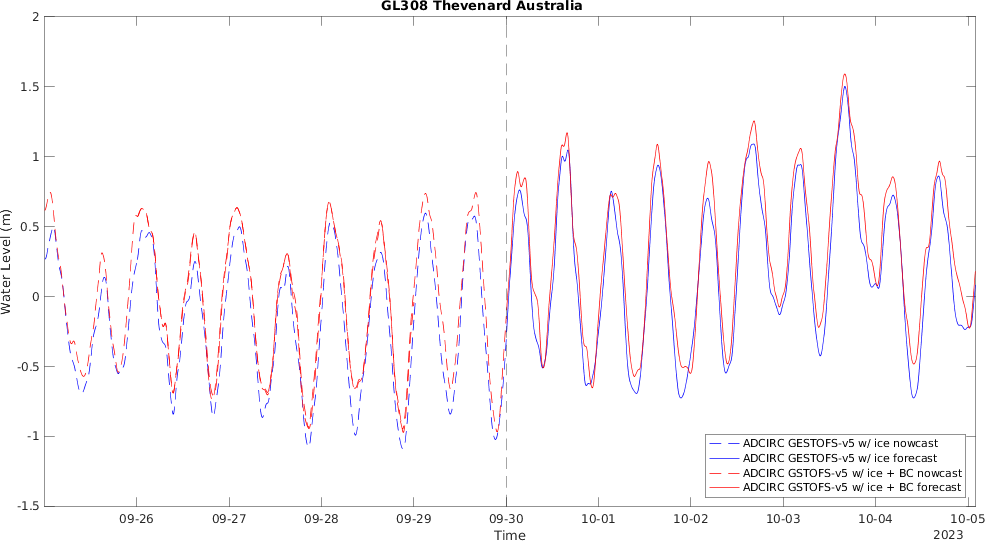 GL308 Thevenard Australia
2
1.5
1
0.5
0
-0.5
-1
-1.5
Water Level (m)
09-26 09-27 09-28 09-29 09-30 10-01 10-02 10-03 10-04 10-05
Time
2023
ADCIRC GESTOFS-v5 w/ ice nowcast
ADCIRC GESTOFS-v5 w/ ice forecast
ADCIRC GSTOFS-v5 w/ ice + BC nowcast
ADCIRC GSTOFS-v5 w/ ice + BC forecast